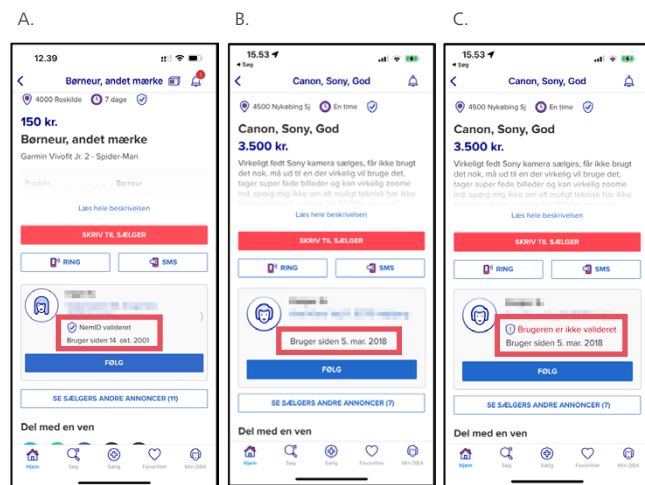 A.
12.39
Børneur, andet mærke
4000 Roskilde
7 dage
150 kr.
Børneur, andet mærke
Garmin Vivofit Jr. 2 - Spider-Man
Produkt
Børneur
Læs hele beskrivelsen
SKRIV TIL SÆLGER
RING
SMS
NemID valideret
Bruger siden 14. okt. 2001
FØLG
SE SÆLGERS ANDRE ANNONCER (11)
Del med en ven
Hjem
Søg
Sælg
Favoritter
Min DBA
B.
15.53
Søg
Canon, Sony, God
4500 Nykøbing Sj
En time
Canon, Sony, God
3.500 kr.
Virkeligt fedt Sony kamera sælges, får ikke brugt
det nok, må ud til en der virkelig vil bruge det,
tager super fede billeder og kan virkelig zoome
ind, spørg mig ikke om alt muligt teknisk har ikke
Læs hele beskrivelsen
SKRIV TIL SÆLGER
RING
SMS
Bruger siden 5. mar. 2018
FØLG
SE SÆLGERS ANDRE ANNONCER (7)
Del med en ven
Hjem
Søg
Sælg
Favoritter
Min DBA
C.
15.53
Søg
Canon, Sony, God
4500 Nykøbing Sj
En time
Canon, Sony, God
3.500 kr.
Virkeligt fedt Sony kamera sælges, får ikke brugt
det nok, må ud til en der virkelig vil bruge det,
tager super fede billeder og kan virkelig zoome
ind, spørg mig ikke om alt muligt teknisk har ikke
Læs hele beskrivelsen
SKRIV TIL SÆLGER
RING
SMS
Brugeren er ikke valideret
Bruger siden 5. mar. 2018
FØLG
SE SÆLGERS ANDRE ANNONCER (7)
Del med en ven
Hjem
Søg
Sælg
Favoritter
Min DBA